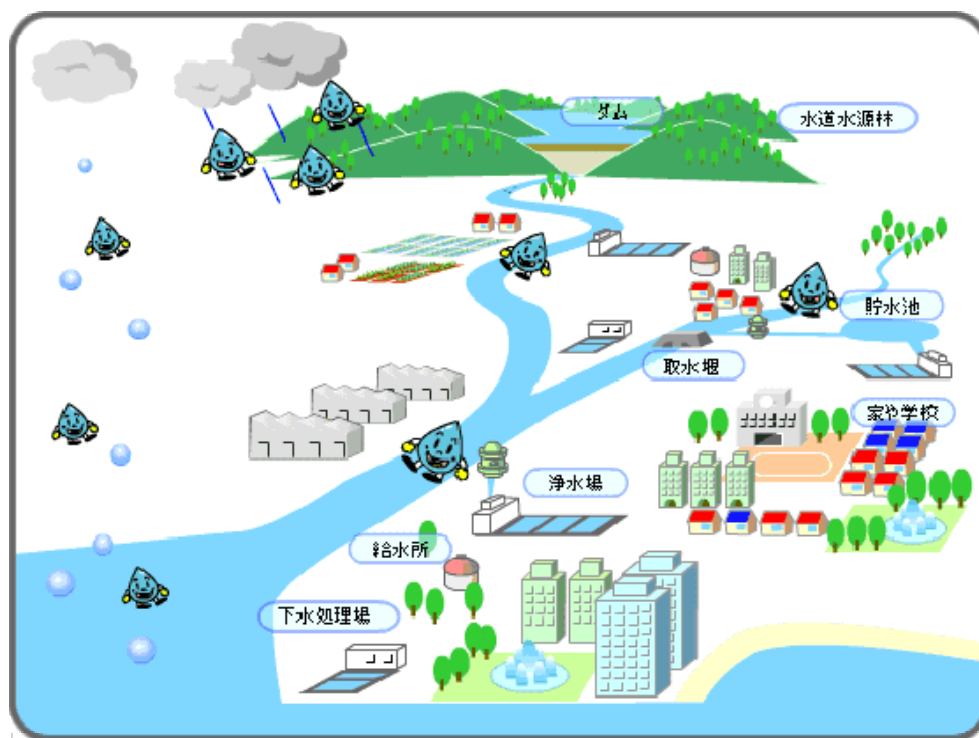 ダム
水道水源林
貯水池
取水堰
家や学校
浄水場
給水所
下水処理場